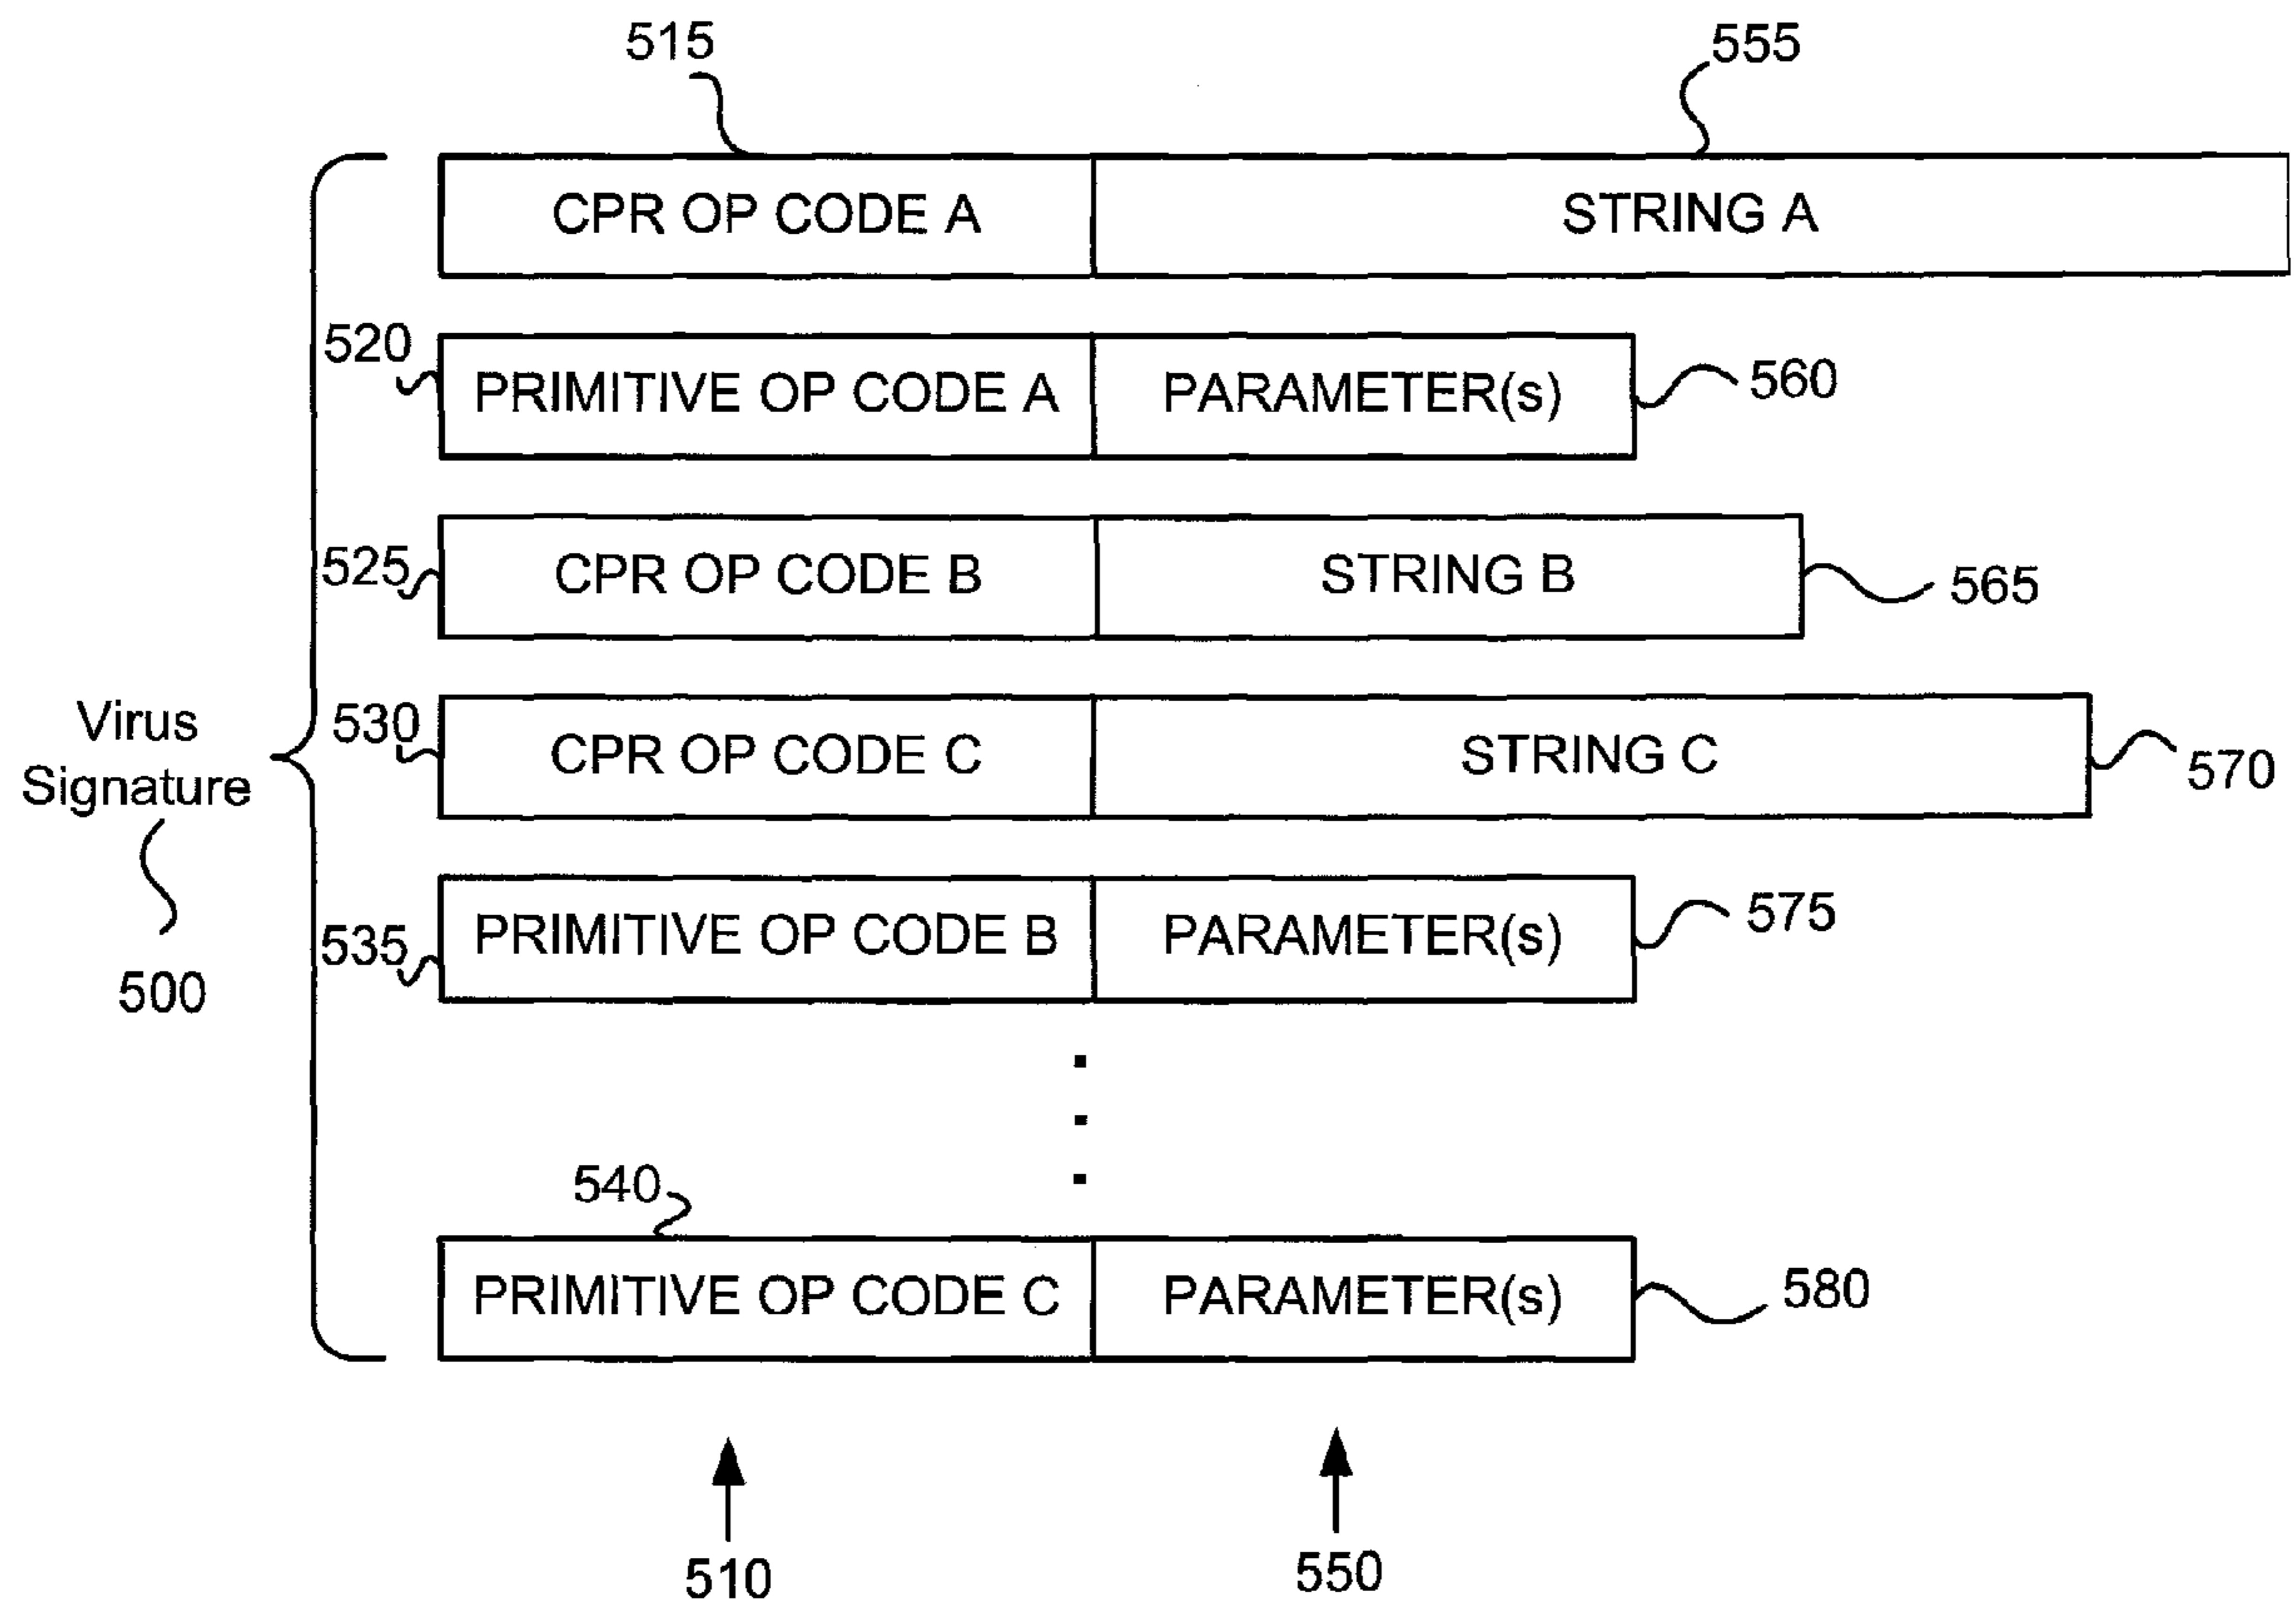 515
555
CPR OP CODE A STRING A
520
PRIMITIVE OP CODE A PARAMETER(s)
560
525
CPR OP CODE B STRING B
565
Virus
Signature
500
530
CPR OP CODE C STRING C
570
535
PRIMITIVE OP CODE B PARAMETER(s)
575
540
PRIMITIVE OP CODE C PARAMETER(s)
580
510
550